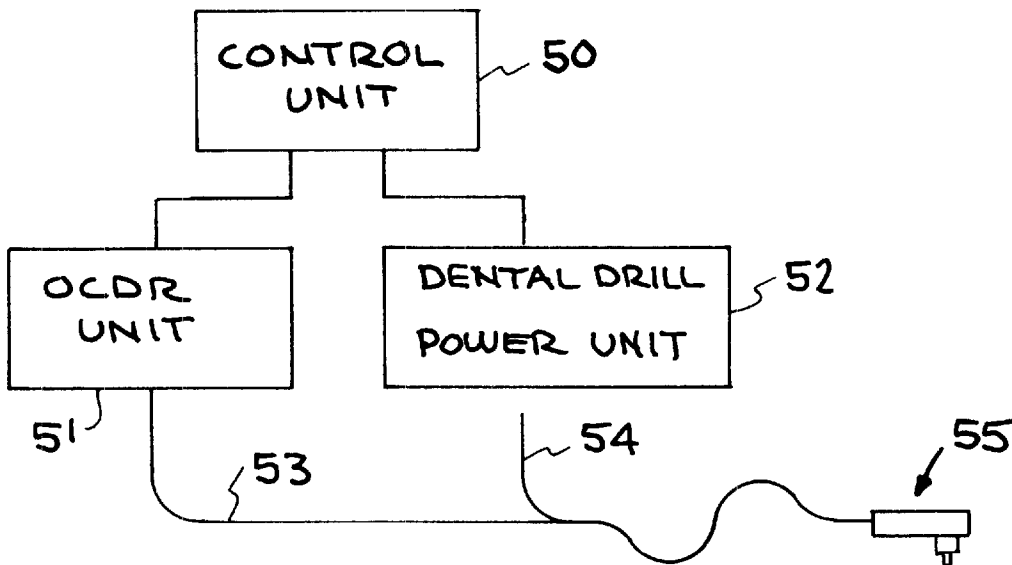 CONTROL
UNIT
50
OCDR
UNIT
51
DENTAL DRILL
POWER UNIT
52
53
54
55